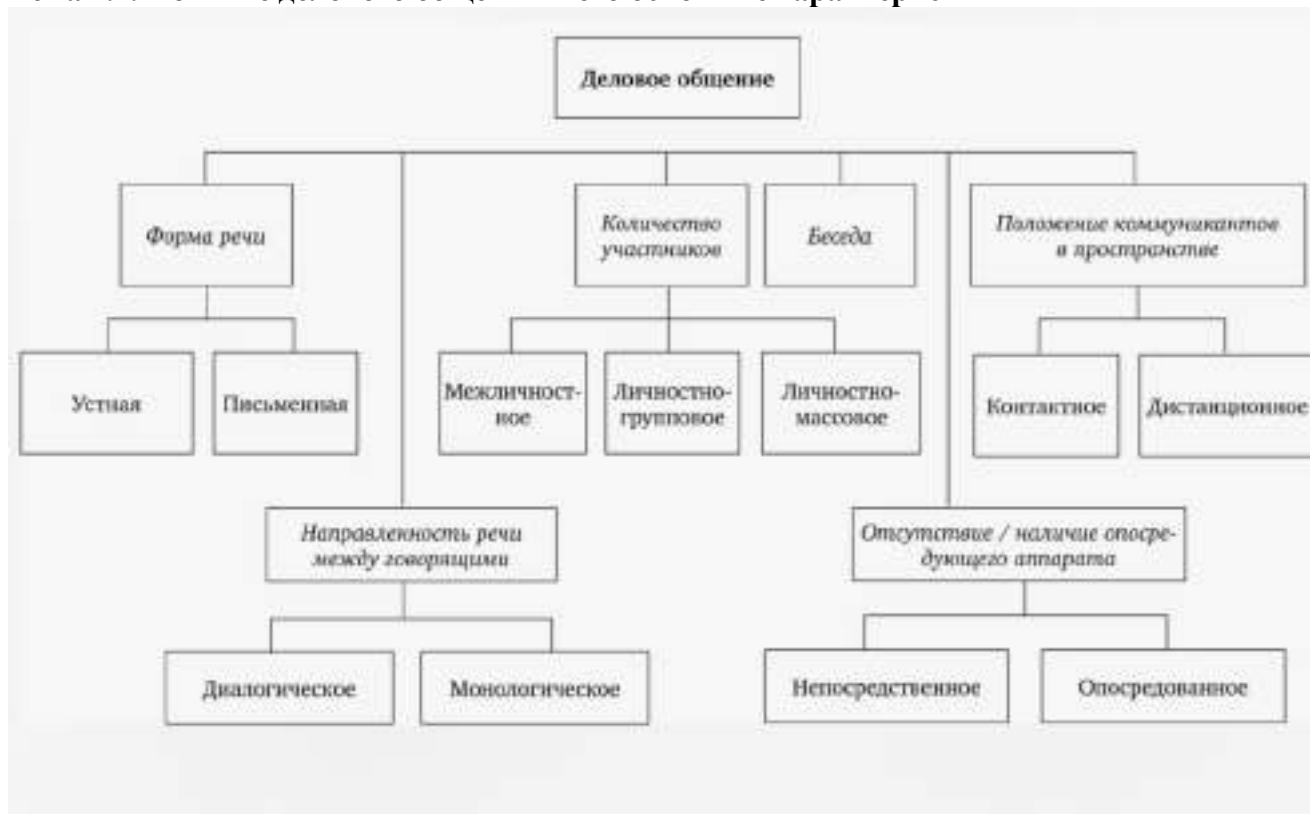 Деловое общение
Форма речи
Количество
участников
Беседа
Положение коммуникантов
в пространстве
Устная
Письменная
Межличност-
ное
Личностно-
групповое
Личностно-
массовое
Контактное
Дистанционное
Направленность речи
между говорящими
Отсутствие / наличие опосре-
дующего аппарата
Диалогическое
Монологическое
Непосредственное
Опосредованное